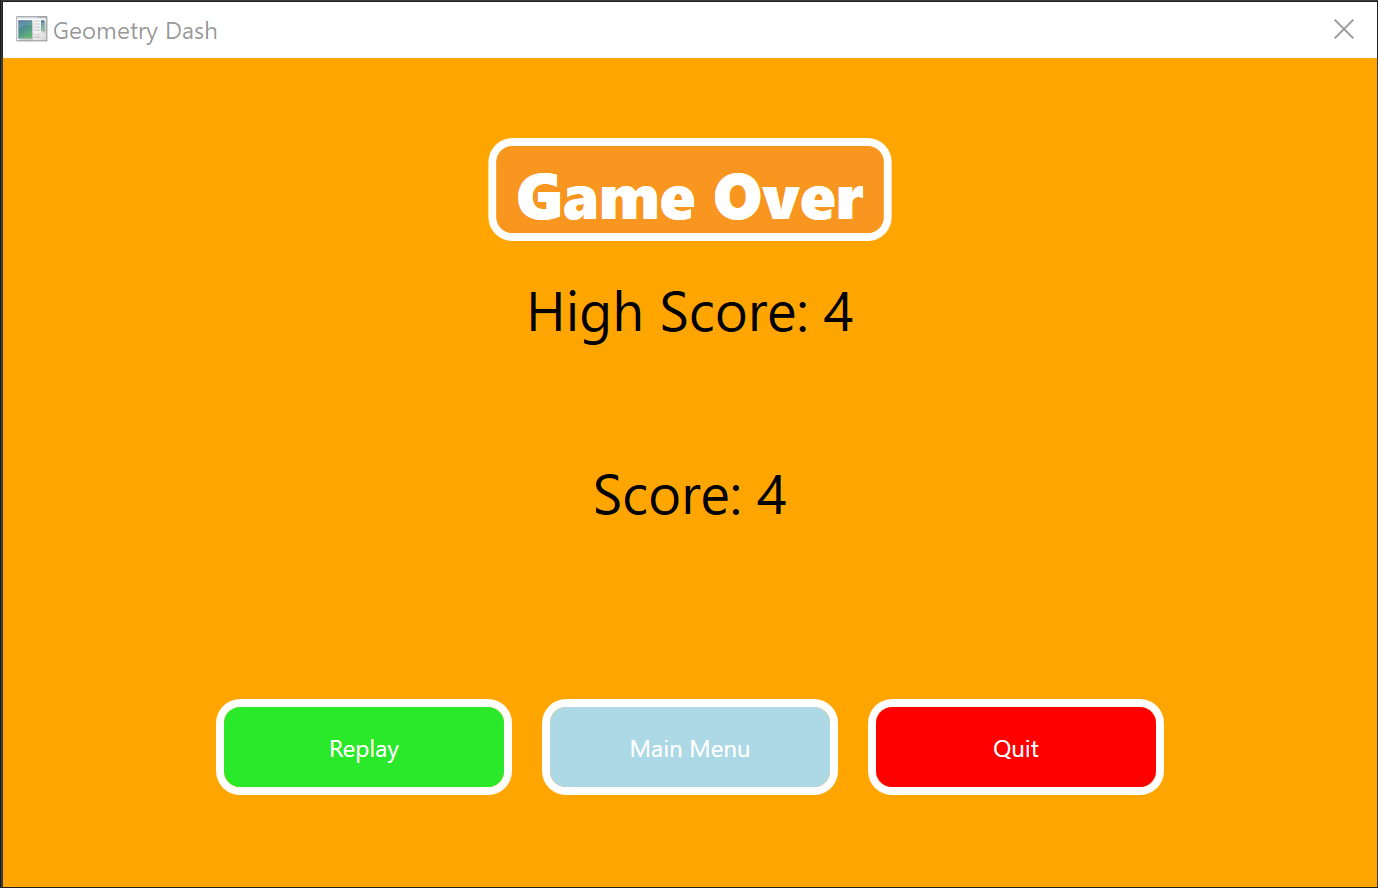 Geometry Dash
Game Over
High Score: 4
Score: 4
Replay
Main Menu
Quit